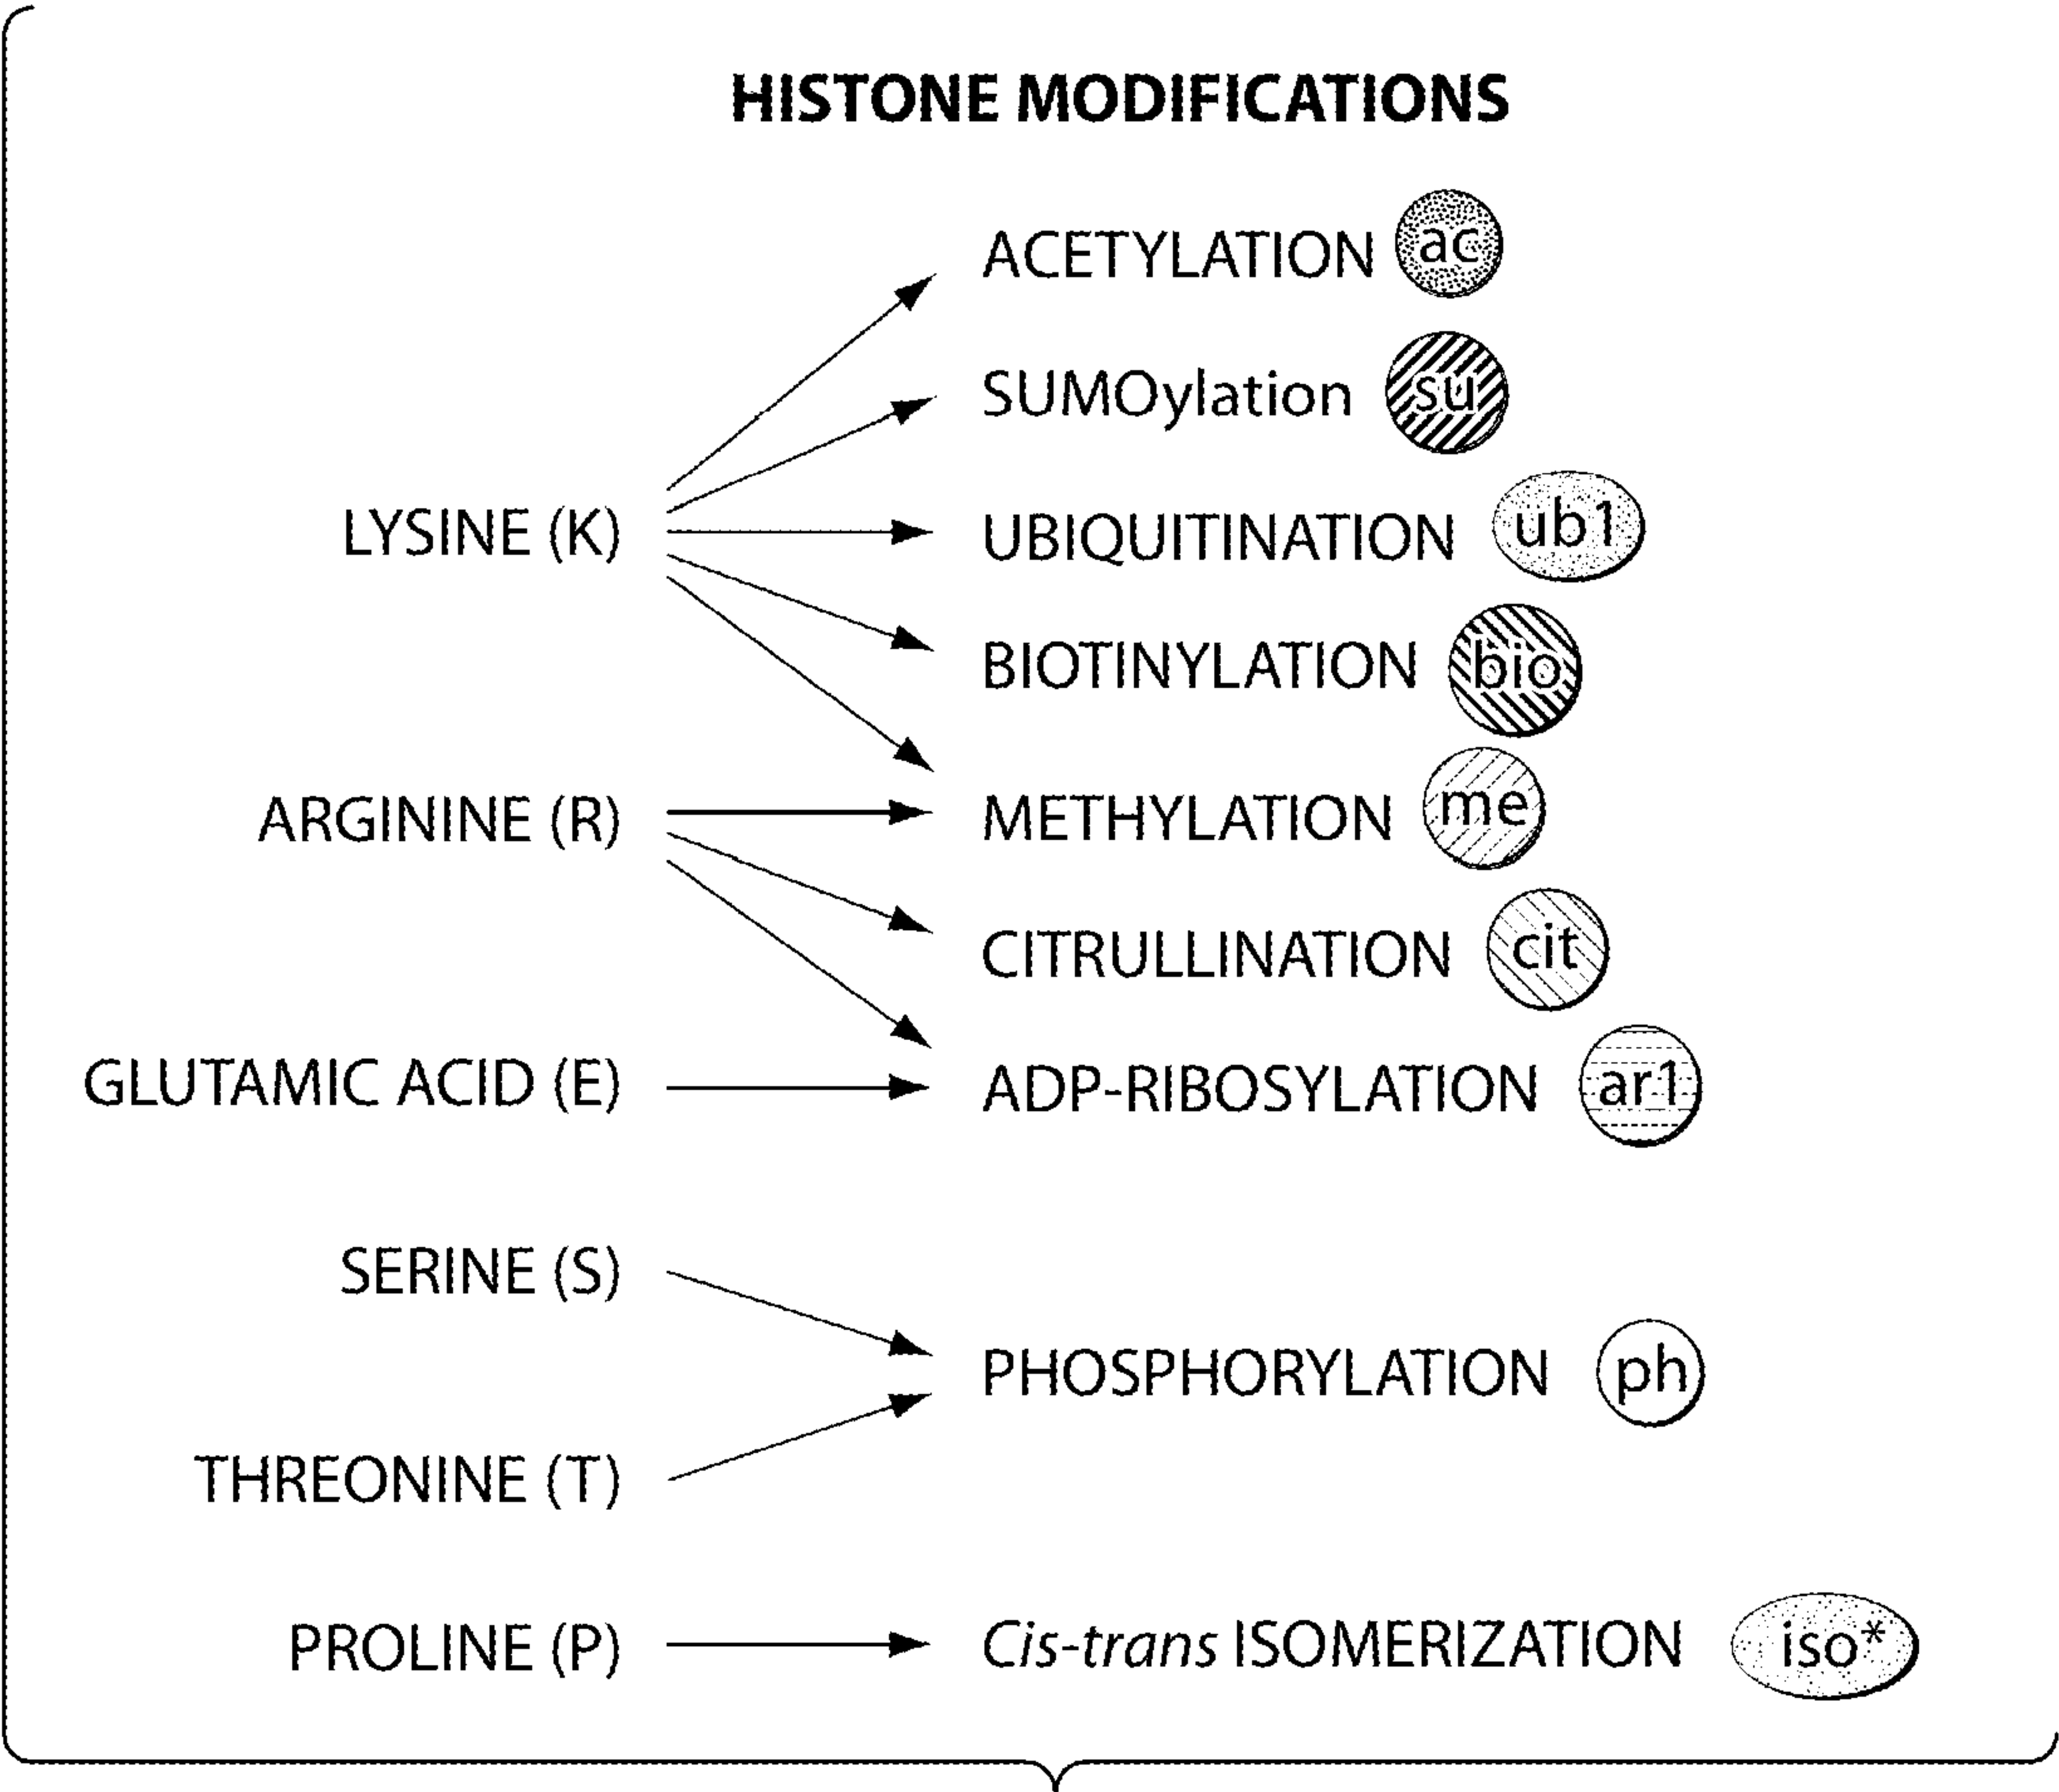 HISTONE MODIFICATIONS
ACETYLATION ac
SUMOylation su
LYSINE (K) UBIQUITINATION ub1
BIOTINYLATION bio
ARGININE (R) METHYLATION me
CITRULLINATION cit
GLUTAMIC ACID (E) ADP-RIBOSYLATION ar1
SERINE (S)
PHOSPHORYLATION ph
THREONINE (T)
PROLINE (P) Cis-trans ISOMERIZATION iso*